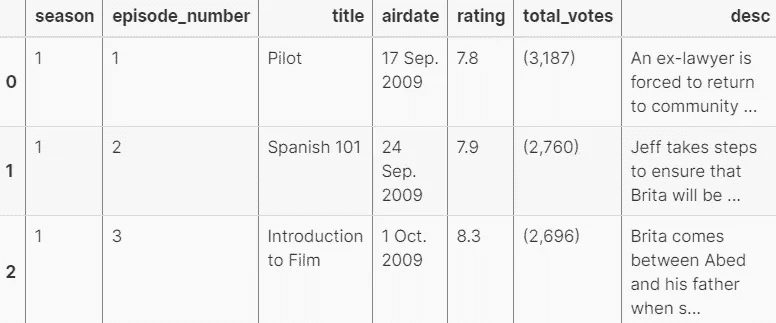 season episode_number title airdate rating total_votes desc
0 1 1 Pilot 17 Sep. 2009 7.8 (3,187) An ex-lawyer is forced to return to community ...
1 1 2 Spanish 101 24 Sep. 2009 7.9 (2,760) Jeff takes steps to ensure that Brita will be ...
2 1 3 Introduction to Film 1 Oct. 2009 8.3 (2,696) Brita comes between Abed and his father when s...